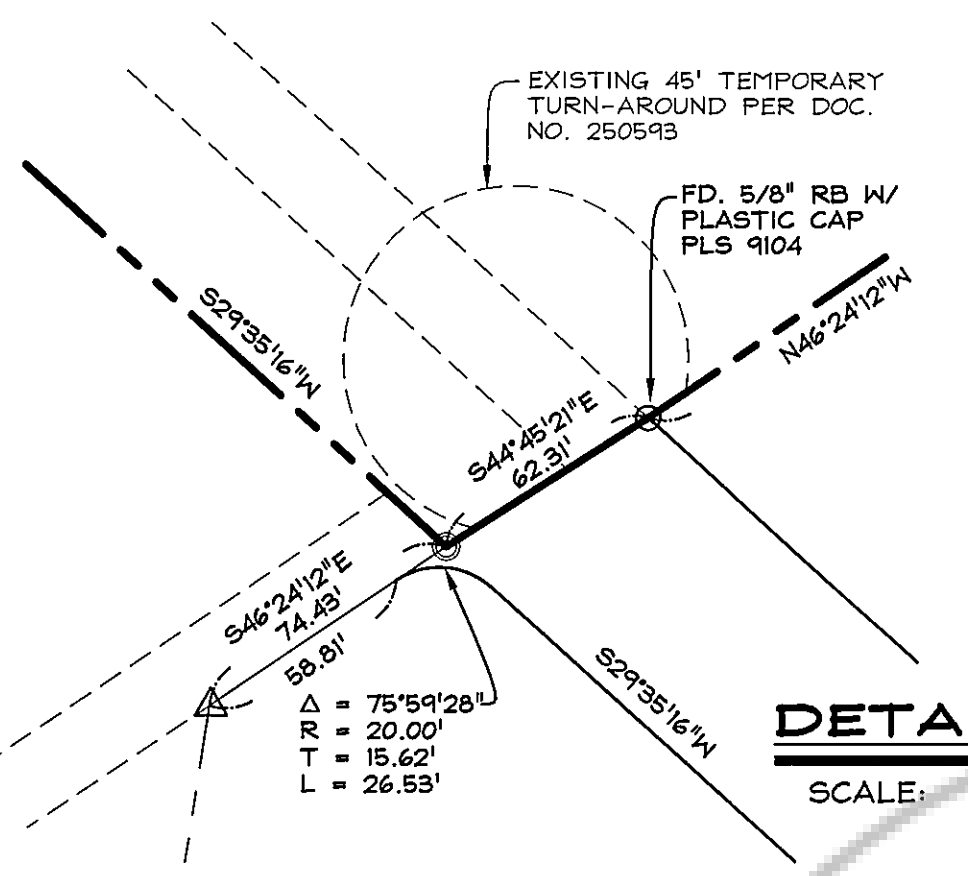 EXISTING 45' TEMPORARY
TURN-AROUND PER DOC.
NO. 250593
FD. 5/8" RB W/
PLASTIC CAP
PLS 9104
S29°35'16"W
N46°24'12"W
S44°45'21"E
62.31'
S46°24'12"E
74.43'
58.81'
Δ = 75°59'28"
R = 20.00'
T = 15.62'
L = 26.53'
S29°35'16"W
DETA
SCALE: